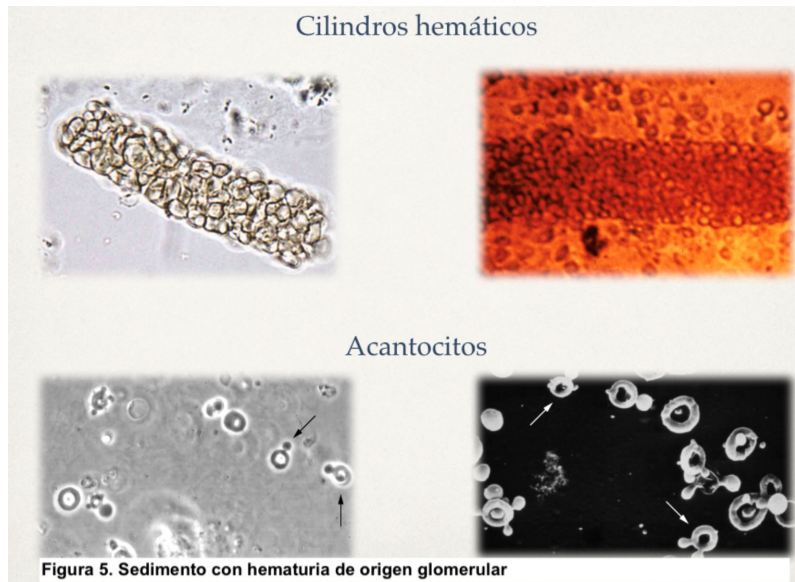 Cilindros hemáticos
Acantocitos
Figura 5. Sedimento con hematuria de origen glomerular